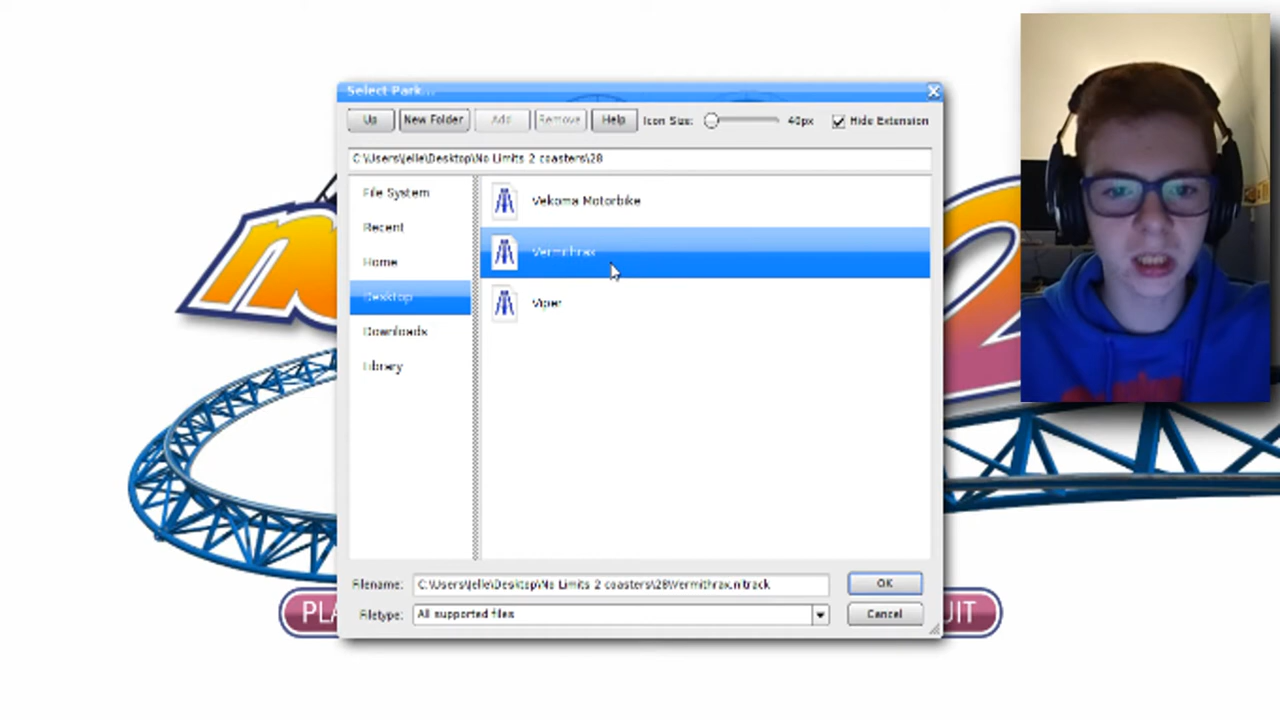 Select Park...
Up New Folder Add Remove Help Icon Size: 40px Hide Extension
C:\Users\Jelle\Desktop\No Limits 2 coasters\28
File System
Recent
Home
Desktop
Downloads
Library
Vekoma Motorbike
Vermithrax
Viper
Filename: C:\Users\Jelle\Desktop\No Limits 2 coasters\28\Vermithrax.nltrack OK
Filetype: All supported files Cancel
2